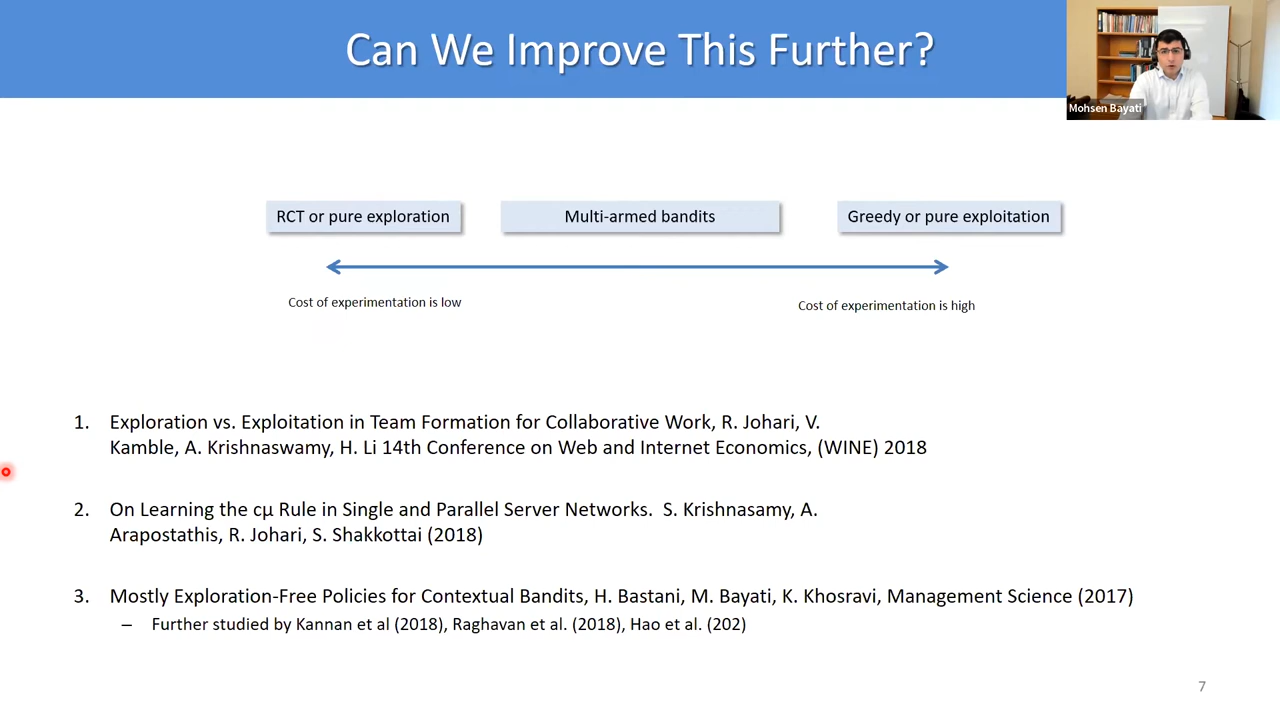 Can We Improve This Further?
Mohsen Bayati
RCT or pure exploration
Multi-armed bandits
Greedy or pure exploitation
Cost of experimentation is low
Cost of experimentation is high
1. Exploration vs. Exploitation in Team Formation for Collaborative Work, R. Johari, V.
Kamble, A. Krishnaswamy, H. Li 14th Conference on Web and Internet Economics, (WINE) 2018
2. On Learning the cµ Rule in Single and Parallel Server Networks. S. Krishnasamy, A.
Arapostathis, R. Johari, S. Shakkottai (2018)
3. Mostly Exploration-Free Policies for Contextual Bandits, H. Bastani, M. Bayati, K. Khosravi, Management Science (2017)
– Further studied by Kannan et al (2018), Raghavan et al. (2018), Hao et al. (202)
7